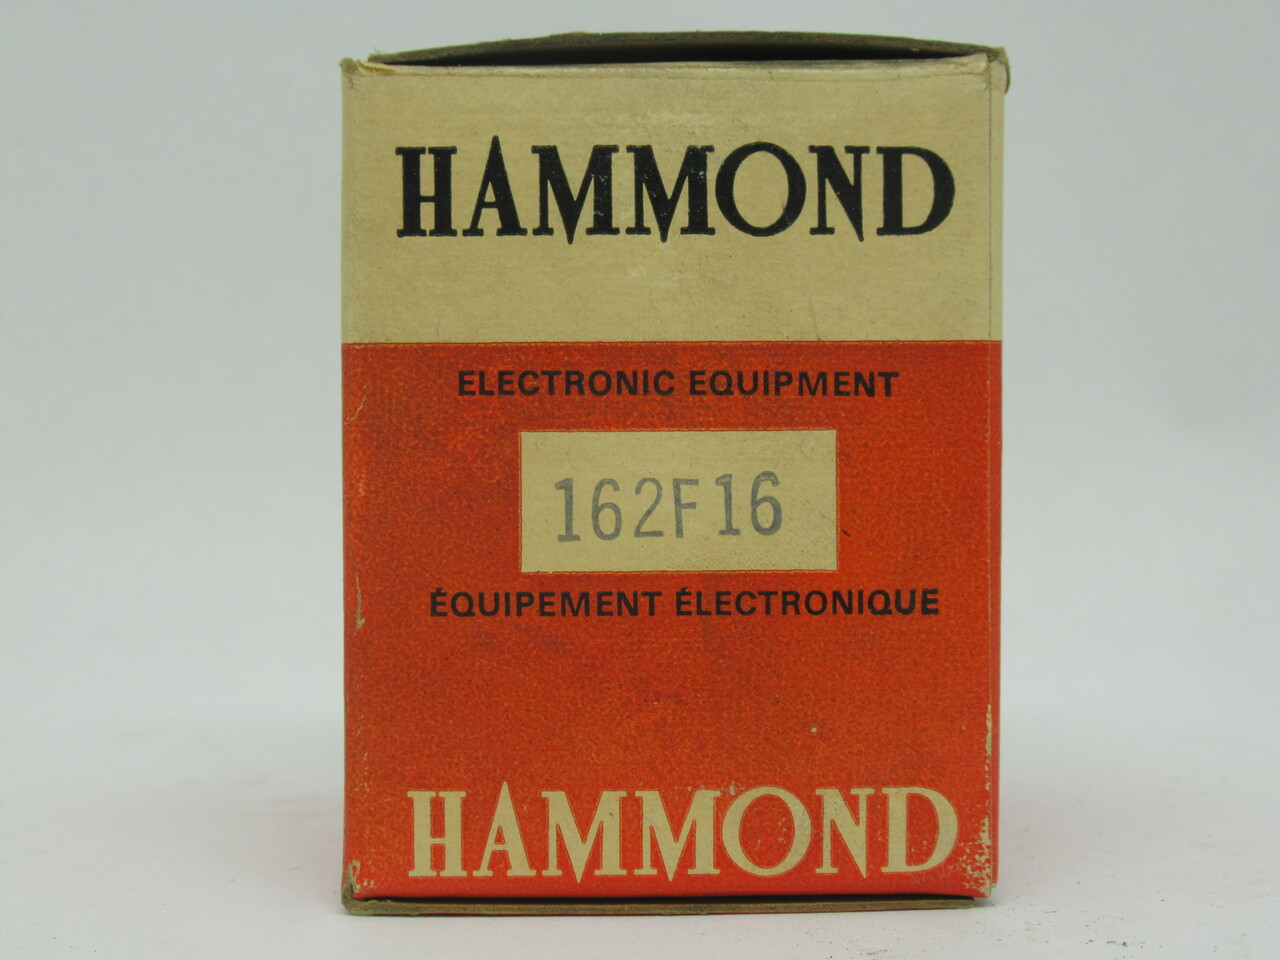 HAMMOND
ELECTRONIC EQUIPMENT
162F16
ÉQUIPEMENT ÉLECTRONIQUE
HAMMOND